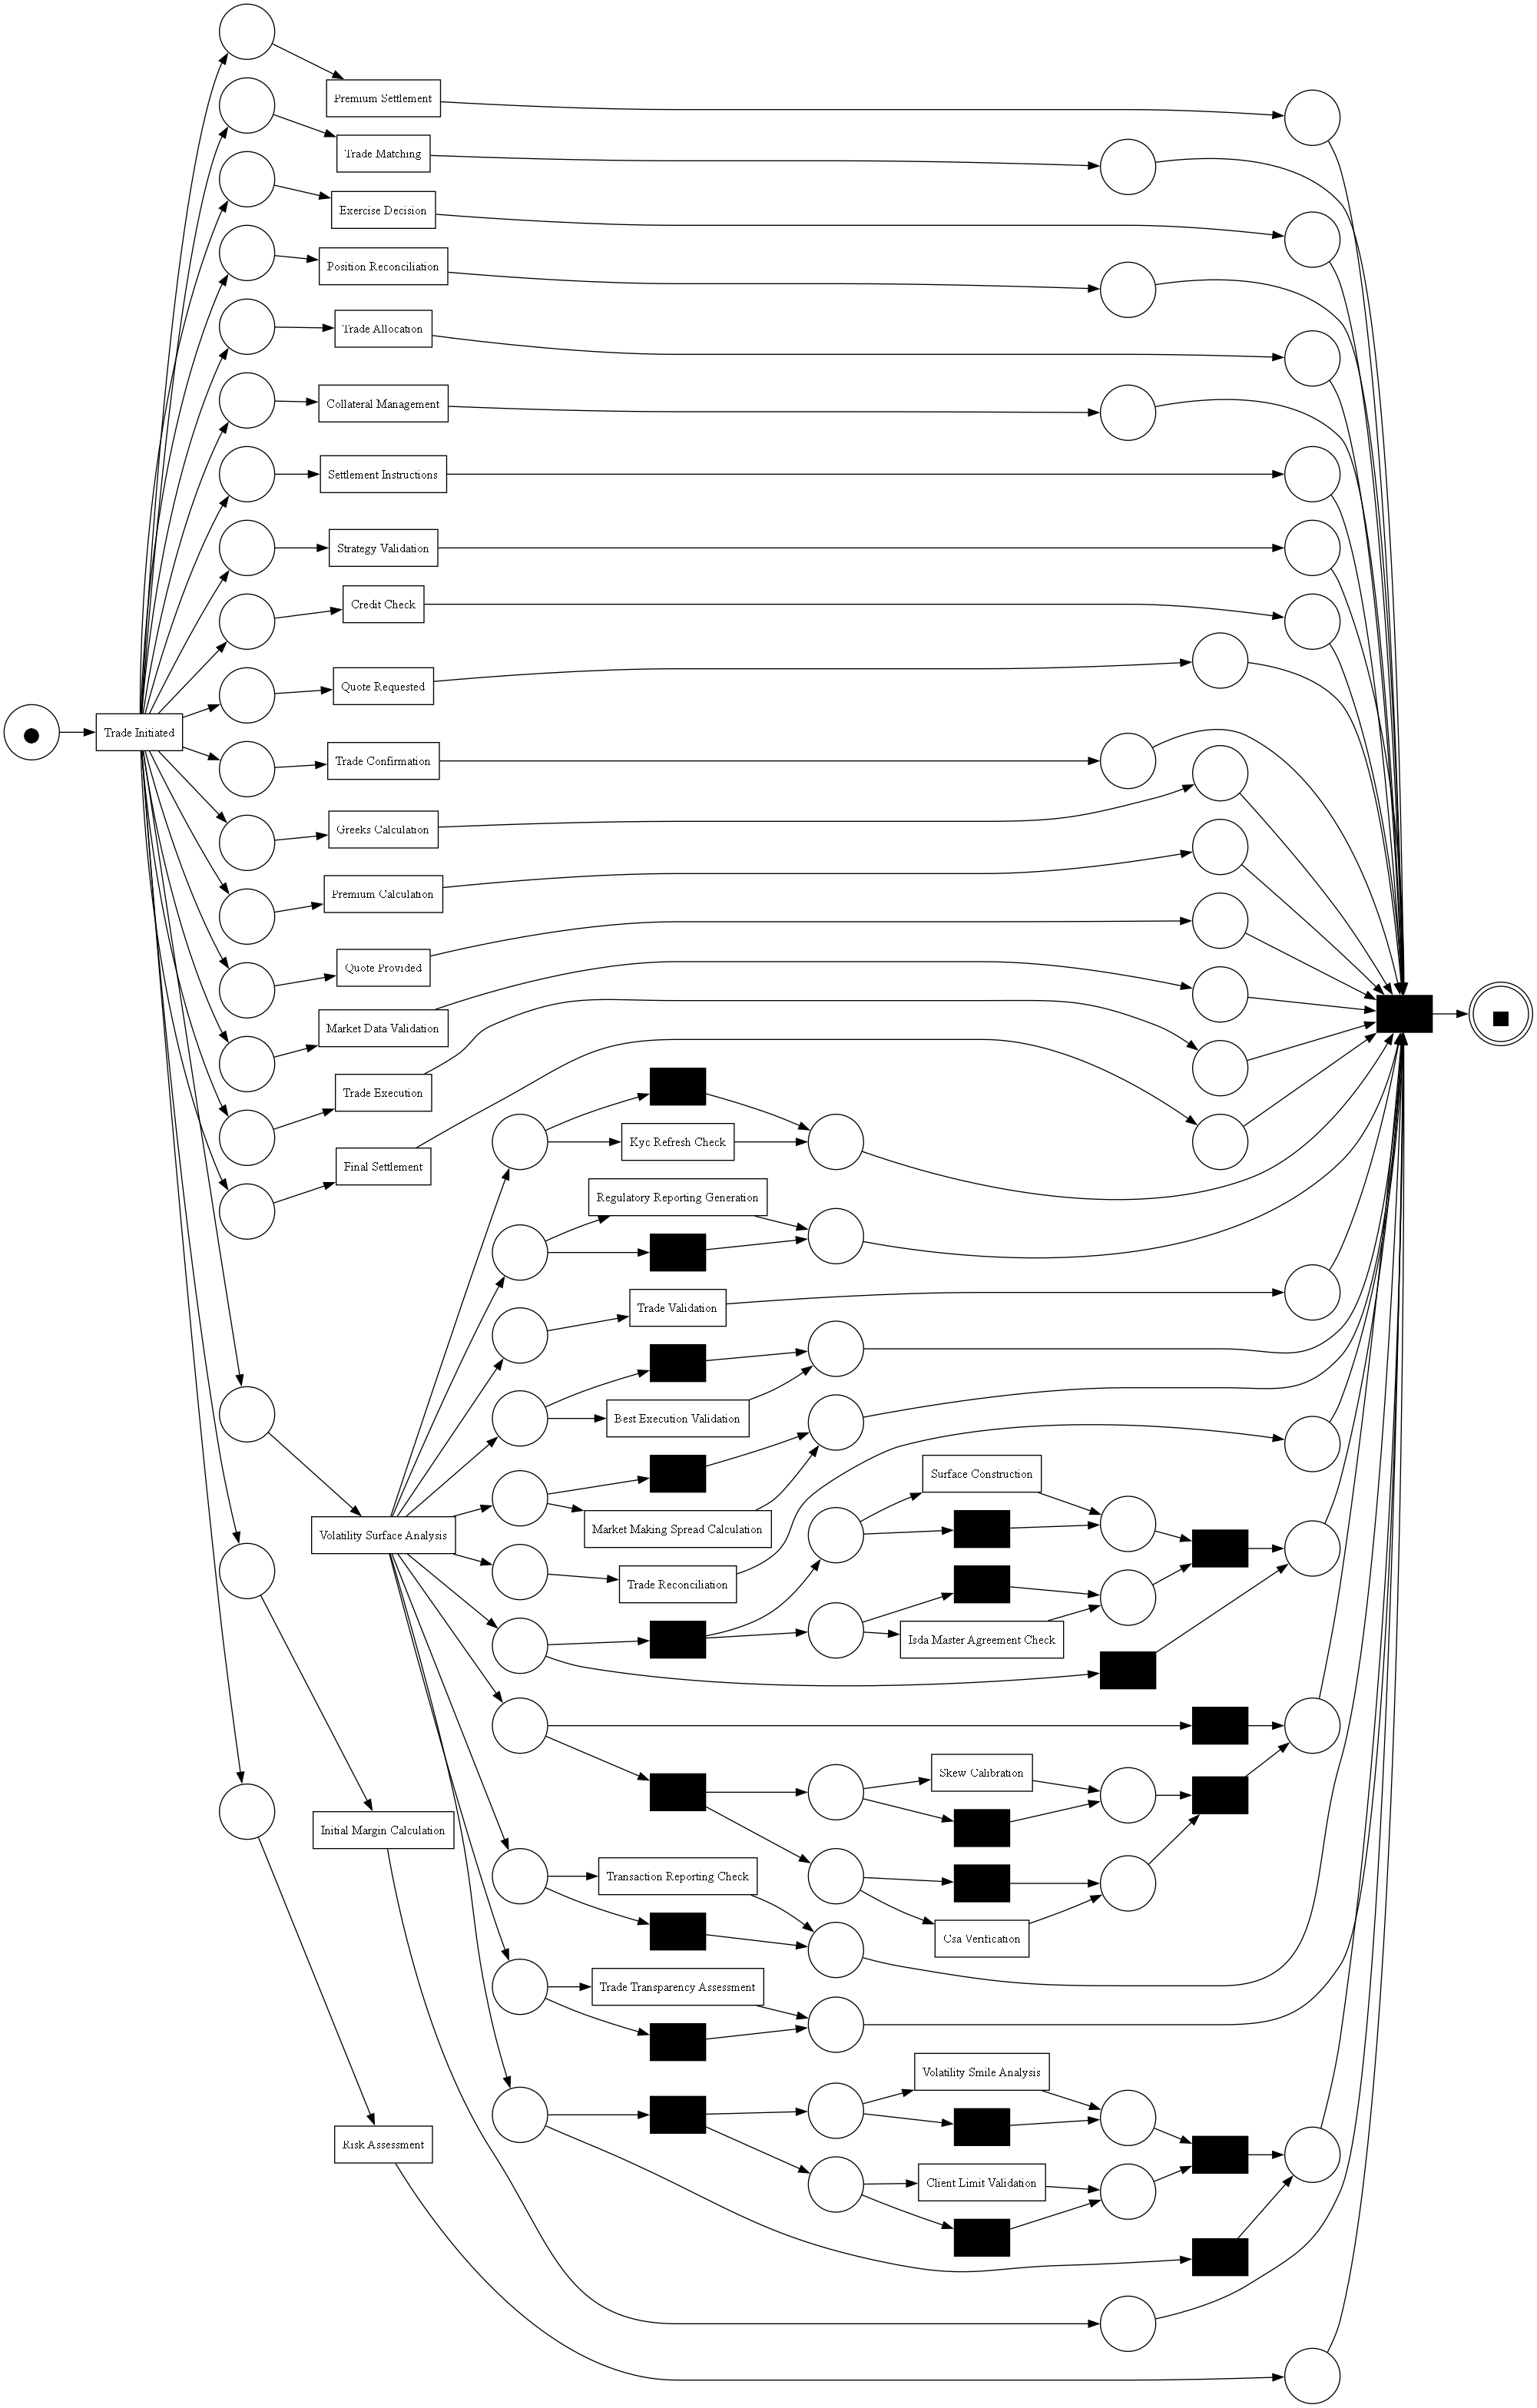 Premium Settlement
Trade Matching
Exercise Decision
Position Reconciliation
Trade Allocation
Collateral Management
Settlement Instructions
Strategy Validation
Credit Check
Quote Requested
Trade Initiated
Trade Confirmation
Greeks Calculation
Premium Calculation
Quote Provided
Market Data Validation
Trade Execution
Kyc Refresh Check
Final Settlement
Regulatory Reporting Generation
Trade Validation
Best Execution Validation
Surface Construction
Market Making Spread Calculation
Volatility Surface Analysis
Trade Reconciliation
Isda Master Agreement Check
Skew Calibration
Initial Margin Calculation
Transaction Reporting Check
Csa Verification
Trade Transparency Assessment
Volatility Smile Analysis
Risk Assessment
Client Limit Validation